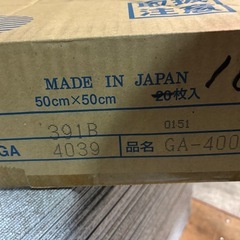 MADE IN JAPAN
50cm×50cm 20枚入
391B 0151
GA 4039 品名 GA-400